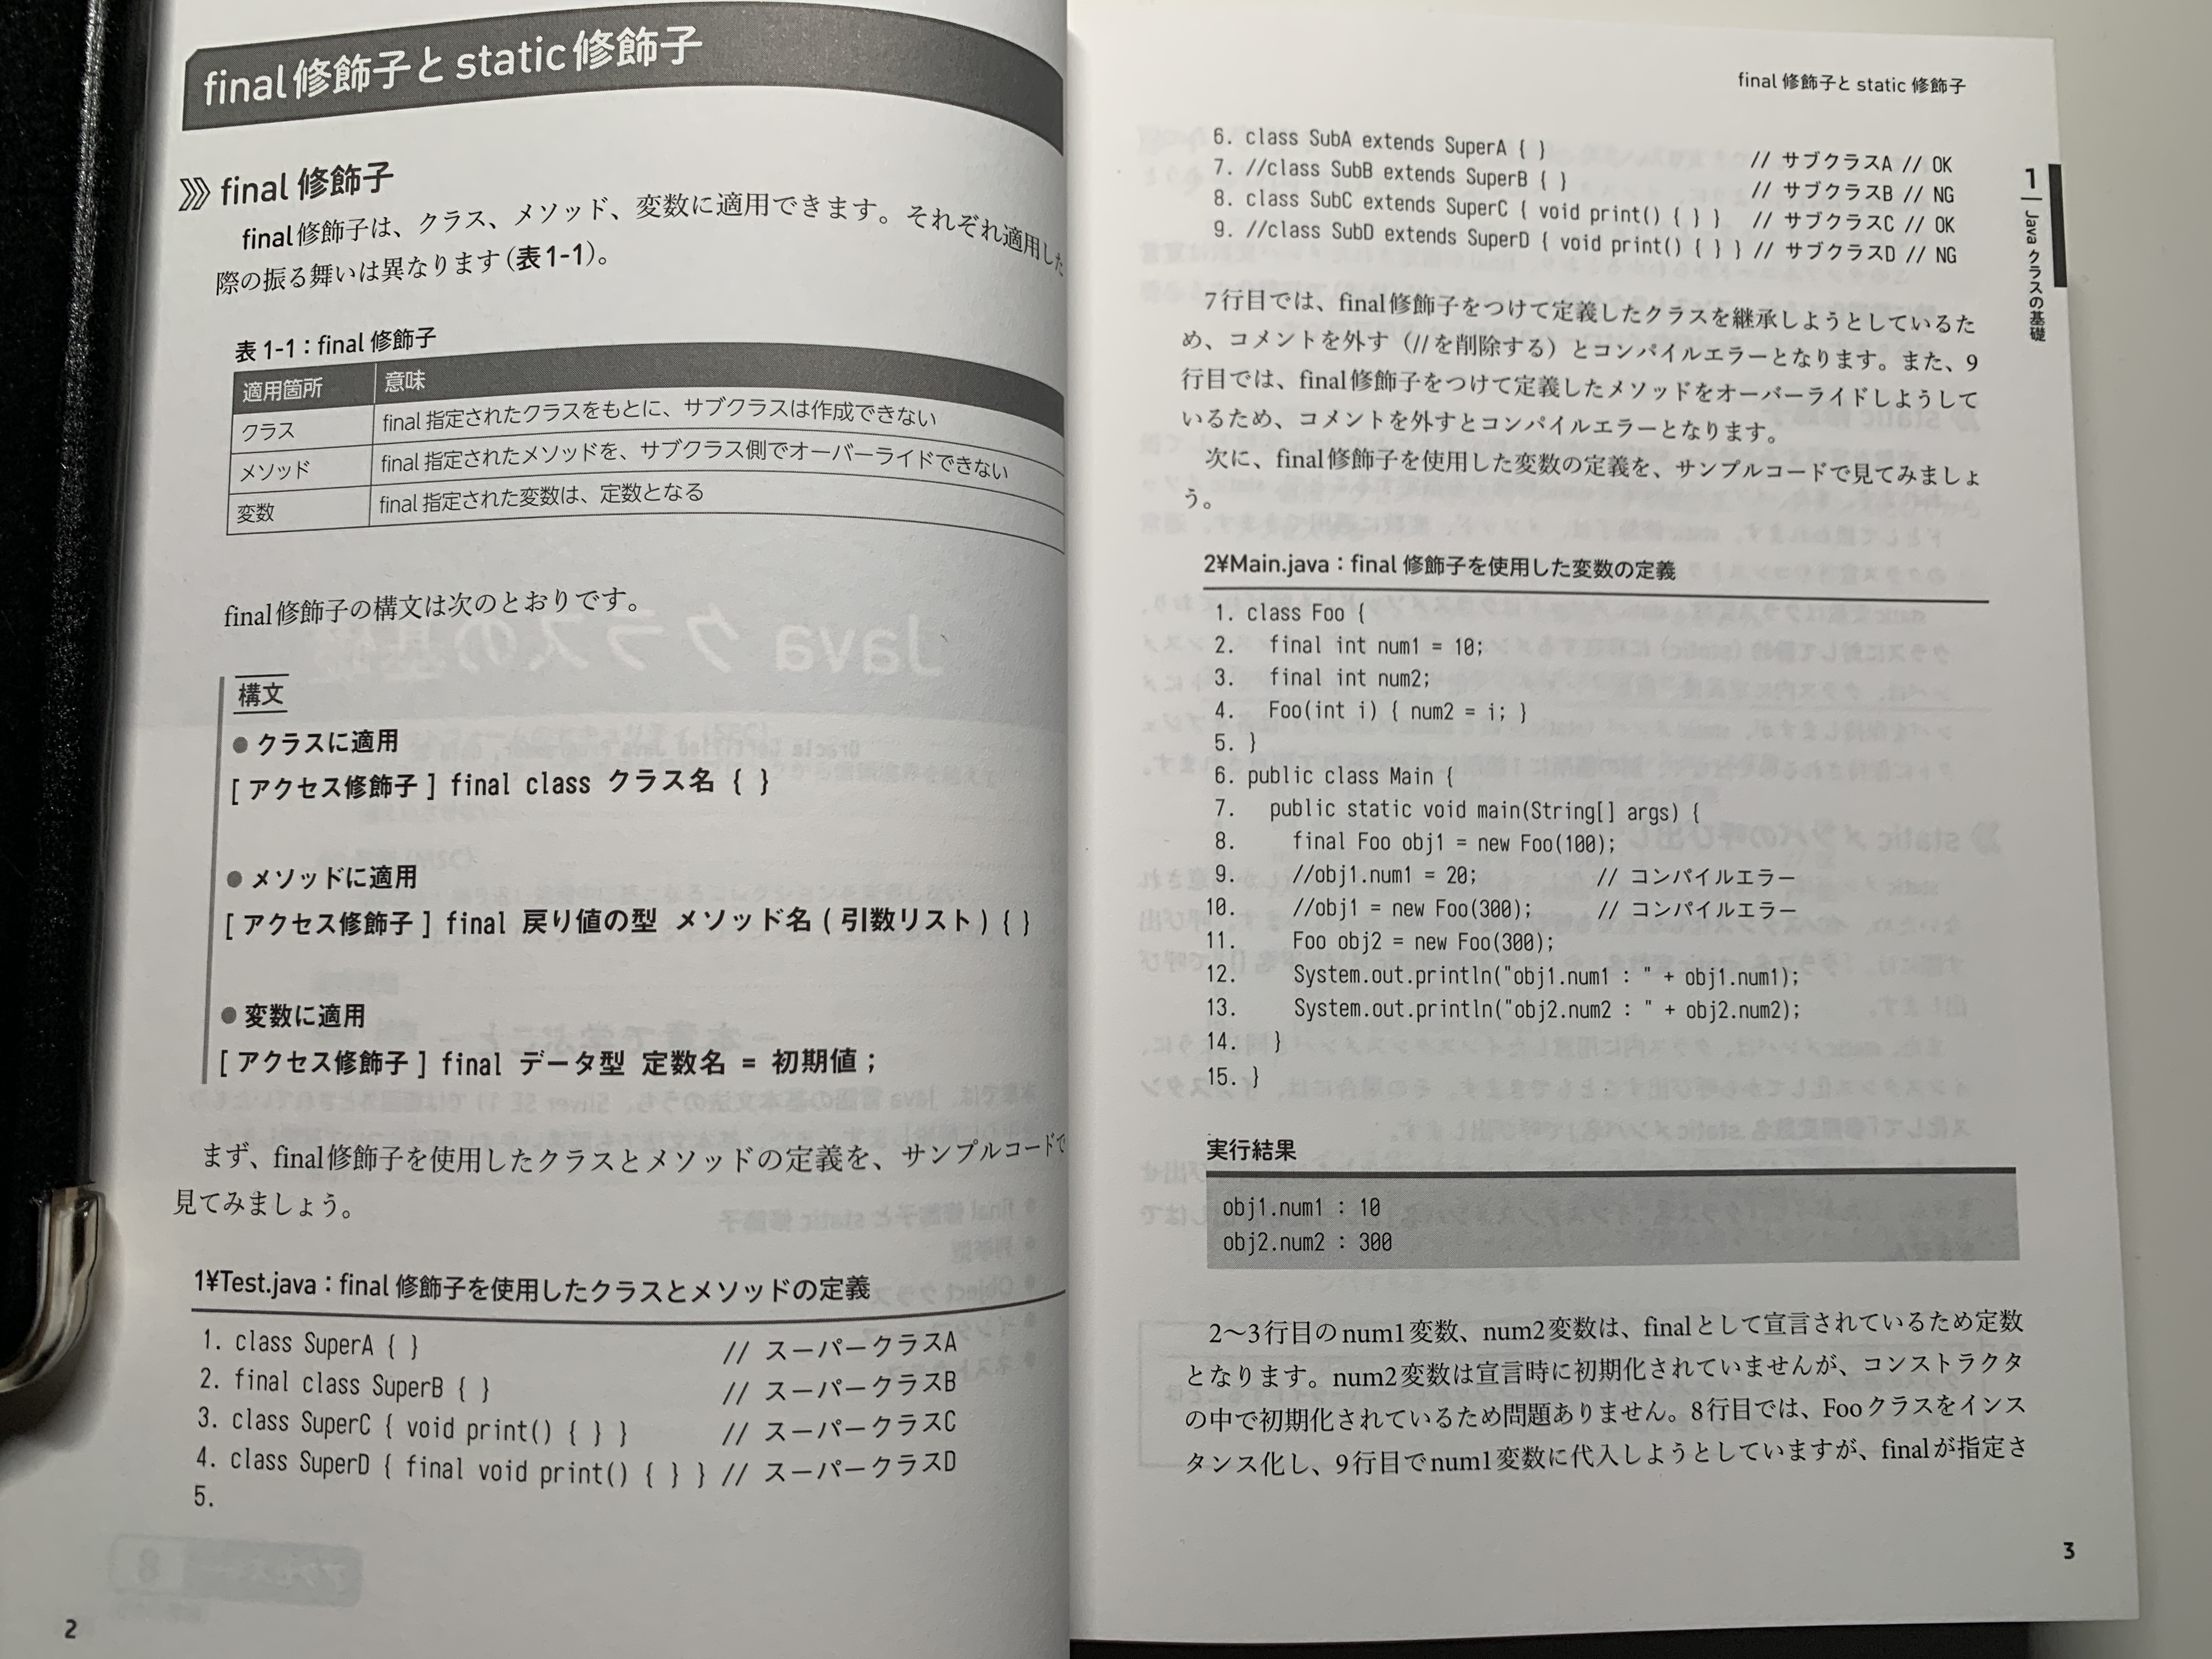 final修飾子とstatic修飾子
final 修飾子
final修飾子は、クラス、メソッド、変数に適用できます。それぞれ適用した
際の振る舞いは異なります(表1-1)。
表 1-1：final 修飾子
適用箇所 意味
クラス final 指定されたクラスをもとに、サブクラスは作成できない
メソッド final 指定されたメソッドを、サブクラス側でオーバーライドできない
変数 final 指定された変数は、定数となる
final修飾子の構文は次のとおりです。
構文
● クラスに適用
[ アクセス修飾子 ] final class クラス名 { }
● メソッドに適用
[ アクセス修飾子 ] final 戻り値の型 メソッド名 ( 引数リスト ) { }
● 変数に適用
[ アクセス修飾子 ] final データ型 定数名 = 初期値 ;
まず、final修飾子を使用したクラスとメソッドの定義を、サンプルコードで
見てみましょう。
1¥Test.java：final 修飾子を使用したクラスとメソッドの定義
1. class SuperA { } // スーパークラスA
2. final class SuperB { } // スーパークラスB
3. class SuperC { void print() { } } // スーパークラスC
4. class SuperD { final void print() { } } // スーパークラスD
5.
2
final 修飾子と static 修飾子
6. class SubA extends SuperA { } // サブクラスA // OK
7. //class SubB extends SuperB { } // サブクラスB // NG
8. class SubC extends SuperC { void print() { } } // サブクラスC // OK
9. //class SubD extends SuperD { void print() { } } // サブクラスD // NG
7行目では、final修飾子をつけて定義したクラスを継承しようとしているた
め、コメントを外す（//を削除する）とコンパイルエラーとなります。また、9
行目では、final修飾子をつけて定義したメソッドをオーバーライドしようして
いるため、コメントを外すとコンパイルエラーとなります。
次に、final修飾子を使用した変数の定義を、サンプルコードで見てみましょ
う。
2¥Main.java：final 修飾子を使用した変数の定義
1. class Foo {
2. final int num1 = 10;
3. final int num2;
4. Foo(int i) { num2 = i; }
5. }
6. public class Main {
7. public static void main(String[] args) {
8. final Foo obj1 = new Foo(100);
9. //obj1.num1 = 20; // コンパイルエラー
10. //obj1 = new Foo(300); // コンパイルエラー
11. Foo obj2 = new Foo(300);
12. System.out.println("obj1.num1 : " + obj1.num1);
13. System.out.println("obj2.num2 : " + obj2.num2);
14. }
15. }
実行結果
obj1.num1 : 10
obj2.num2 : 300
2〜3行目のnum1変数、num2変数は、finalとして宣言されているため定数
となります。num2変数は宣言時に初期化されていませんが、コンストラクタ
の中で初期化されているため問題ありません。8行目では、Fooクラスをインス
タンス化し、9行目でnum1変数に代入しようとしていますが、finalが指定さ
1 Java クラスの基礎
3